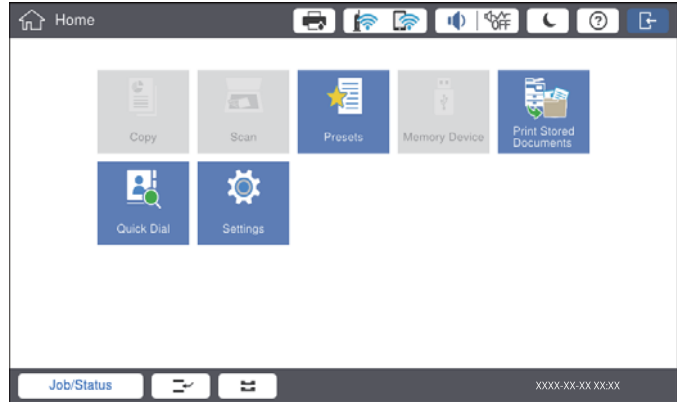 Home
OFF
?
Copy
Scan
Presets
Memory Device
Print Stored
Documents
Quick Dial
Settings
Job/Status
XXXX-XX-XX XX:XX